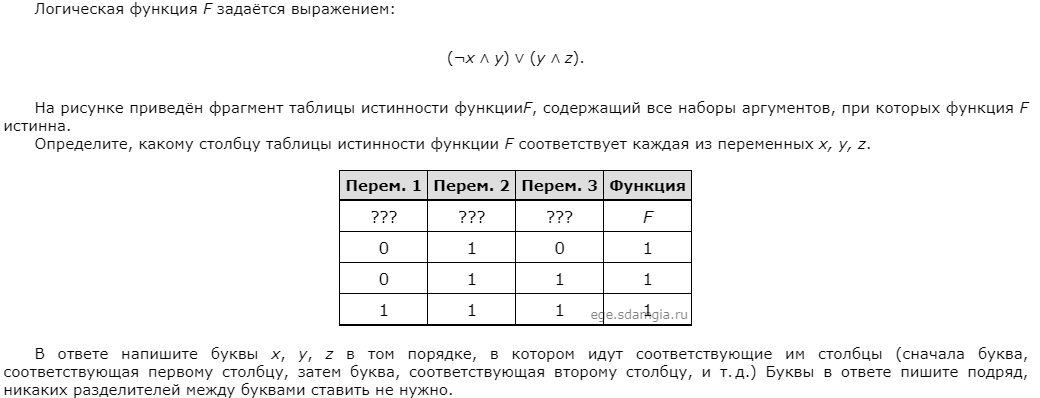 Логическая функция F задаётся выражением:
(¬x ∧ y) ∨ (y ∧ z).
На рисунке приведён фрагмент таблицы истинности функцииF, содержащий все наборы аргументов, при которых функция F
истинна.
Определите, какому столбцу таблицы истинности функции F соответствует каждая из переменных x, y, z.
Перем. 1 Перем. 2 Перем. 3 Функция
??? ??? ??? F
0 1 0 1
0 1 1 1
1 1 1 1
ege.sdamgia.ru
В ответе напишите буквы x, y, z в том порядке, в котором идут соответствующие им столбцы (сначала буква,
соответствующая первому столбцу, затем буква, соответствующая второму столбцу, и т. д.) Буквы в ответе пишите подряд,
никаких разделителей между буквами ставить не нужно.